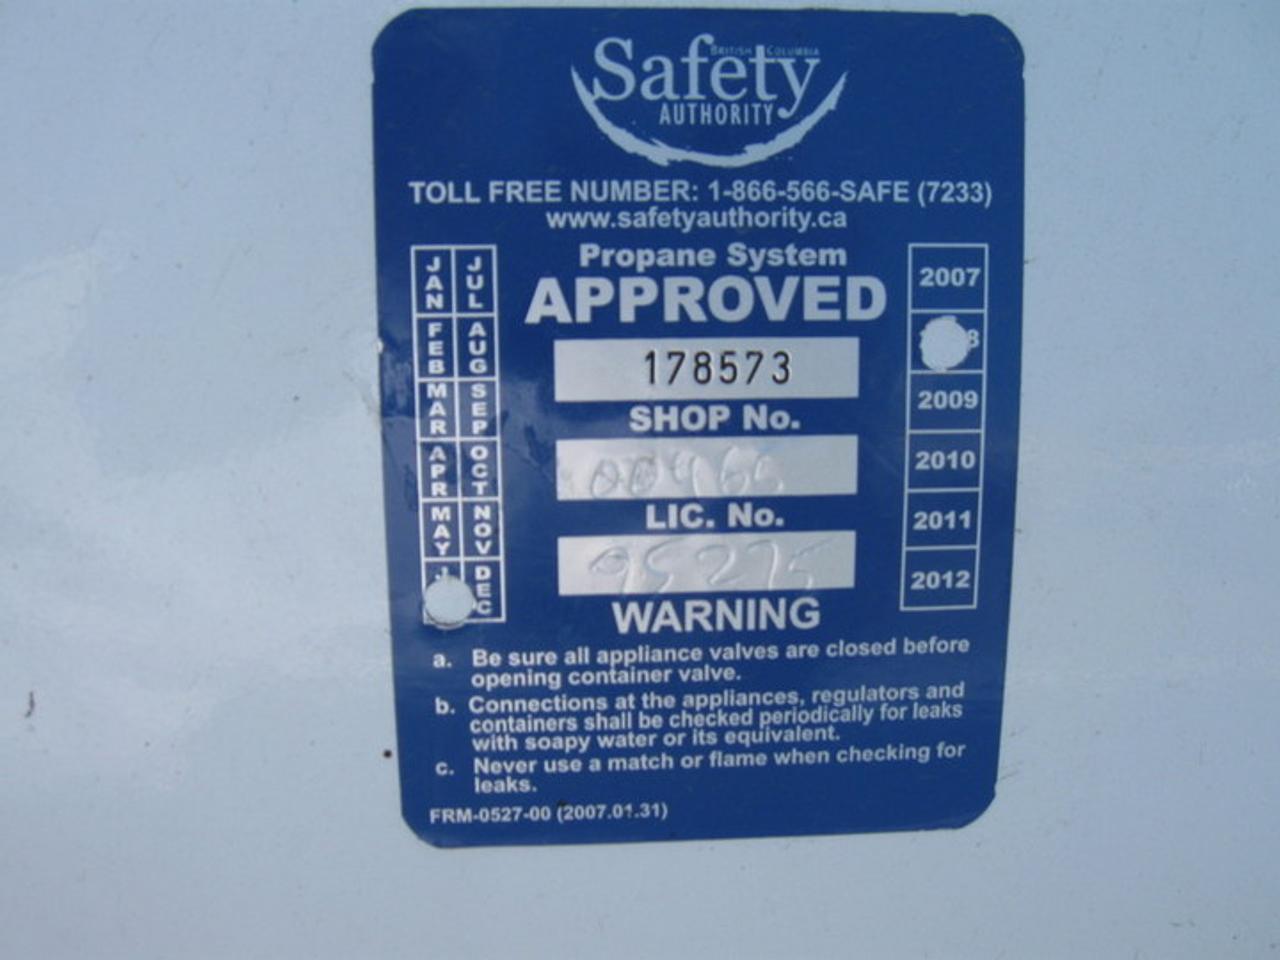 BRITISH COLUMBIA
Safety
AUTHORITY
TOLL FREE NUMBER: 1-866-566-SAFE (7233)
www.safetyauthority.ca
Propane System
APPROVED
JAN JUL
FEB AUG
MAR SEP
APR OCT
MAY NOV
J DEC
2007
8
2009
2010
2011
2012
178573
SHOP No.
LIC. No.
95275
WARNING
a. Be sure all appliance valves are closed before
opening container valve.
b. Connections at the appliances, regulators and
containers shall be checked periodically for leaks
with soapy water or its equivalent.
c. Never use a match or flame when checking for
leaks.
FRM-0527-00 (2007.01.31)